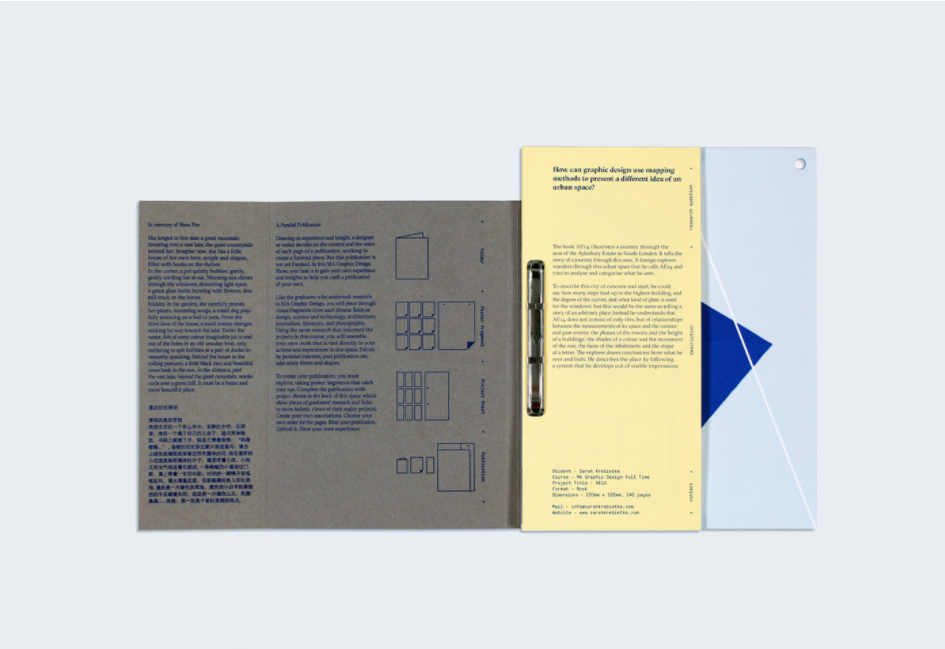 In memory of Shao Pan
She longed to live near a great mountain
towering over a vast lake, the quiet countryside
around her. Imagine now, she has a little
house of her own here, simple and elegant,
filled with books on the shelves.
In the corner, a pot quietly bubbles, gently,
gently inviting her to eat. Morning sun shines
through the windows, showering light upon
a great glass bottle burning with flowers, dew
still stuck on the leaves.
Midday in the garden, she carefully prunes
her plants, humming songs, a small dog play-
fully pouncing on a ball of yarn. From the
front door of the house, a small stream emerges,
making its way toward the lake. Under the
water, fish of every colour imaginable jut in and
out of the holes in an old wooden boat, only
surfacing to spit bubbles at a pair of ducks in-
nocently quacking. Behind the house in the
rolling pastures, a little black ram and beautiful
cows bask in the sun. In the distance, past
the vast lake, beyond the great mountain, smoke
curls over a green hill. It must be a better and
more beautiful place.
A Parallel Publication
Drawing on experience and insight, a designer
or writer decides on the content and the order
of each page of a publication, working to
create a finished piece. But this publication is
not yet finished, in this MA Graphic Design
Show your task is to gain your own experience
and insights to help you craft a publication
of your own.
Like the graduates who undertook research
in MA Graphic Design, you will piece through
visual fragments from such diverse fields as
design, science and technology, architecture,
journalism, literature, and photography.
Using the same research that informed the
projects in this course, you will assemble
your own work that is tied directly to your
actions and experiences in this space. Driven
by personal interests, your publication can
take many forms and shapes.
To create your publication, you must
explore; taking poster fragments that catch
your eye. Complete the publication with
project sheets in the back of this space which
show pieces of graduates' research and links
to more holistic views of their major projects.
Create your own associations. Choose your
own order for the pages. Bind your publication.
Unbind it. Have your own experience.
Folder
Poster Fragment
Project Sheet
Publication
How can graphic design use mapping
methods to present a different idea of an
urban space?
research question
The book AE14 illustrates a journey through the
area of the Aylesbury Estate in South-London. It tells the
story of a journey through this area. A foreign explorer
wanders through this urban space that he calls AE14 and
tries to analyse and categorise what he sees.
To describe this city of concrete and steel, he could
say how many steps lead up to the highest building, and
the degree of the curves, and what kind of glass is used
for the windows; but this would be the same as telling a
story of an arbitrary place. Instead he understands that
AE14 does not consist of only this, but of relationships
between the measurements of its space and the current
and past events: the phases of the moons and the height
of a buildings; the shades of a colour and the movement
of the sun; the faces of the inhabitants and the shape
of a letter. The explorer draws conclusions from what he
sees and feels. He describes the place by following
a system that he develops out of visible impressions.
description
Student - Sarah Krebietke
Course - MA Graphic Design Full Time
Project Title - AE14
Format - Book
Dimensions - 120mm x 185mm, 240 pages
Mail - info@sarahkrebietke.com
Website - www.sarahkrebietke.com
contact